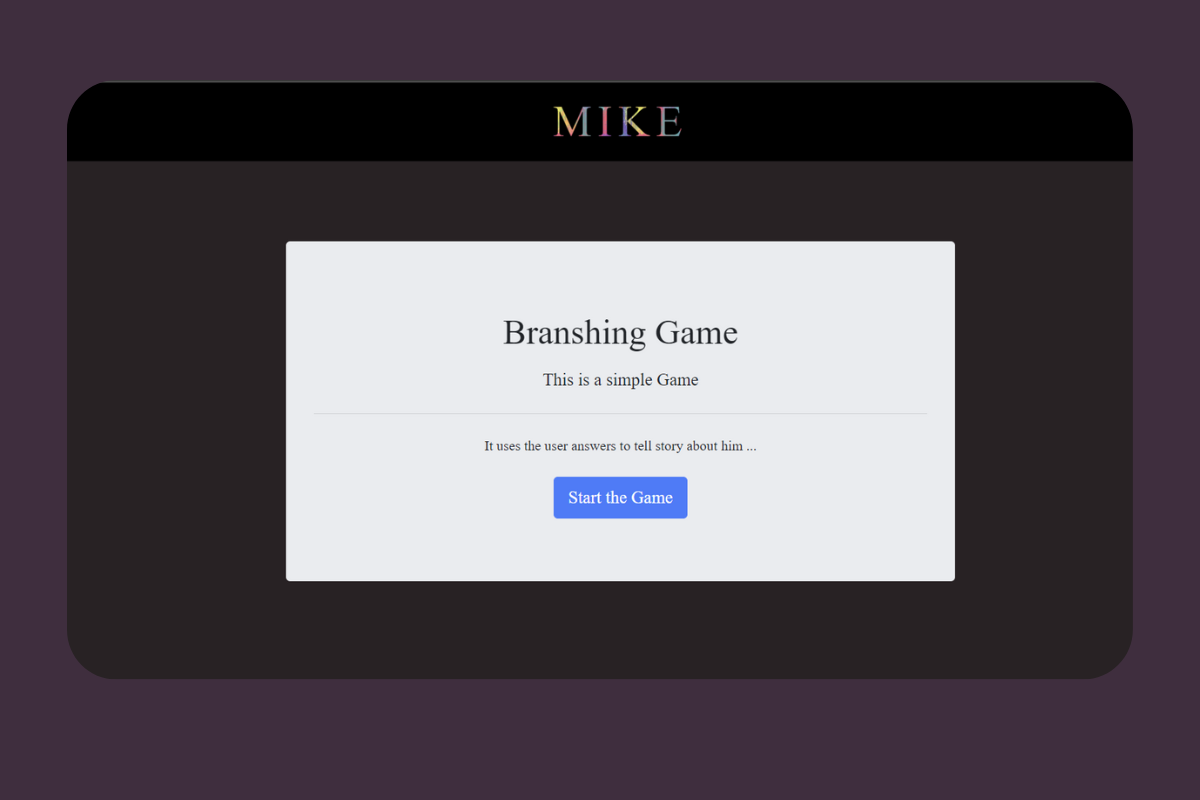 MIKE
Branshing Game
This is a simple Game
It uses the user answers to tell story about him ...
Start the Game